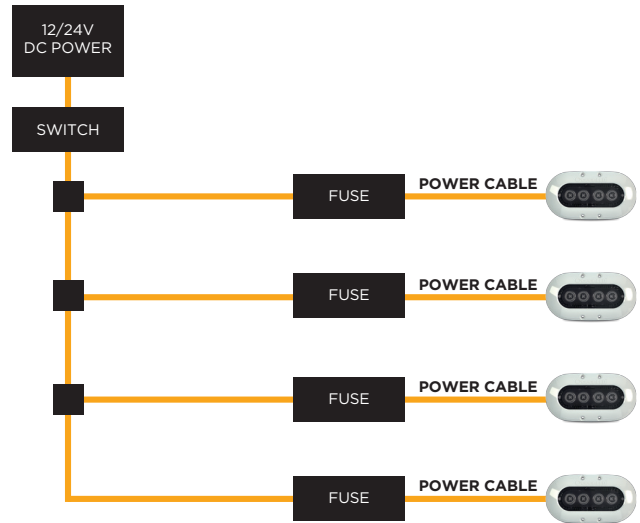 12/24V
DC POWER
SWITCH
FUSE
POWER CABLE
FUSE
POWER CABLE
FUSE
POWER CABLE
FUSE
POWER CABLE